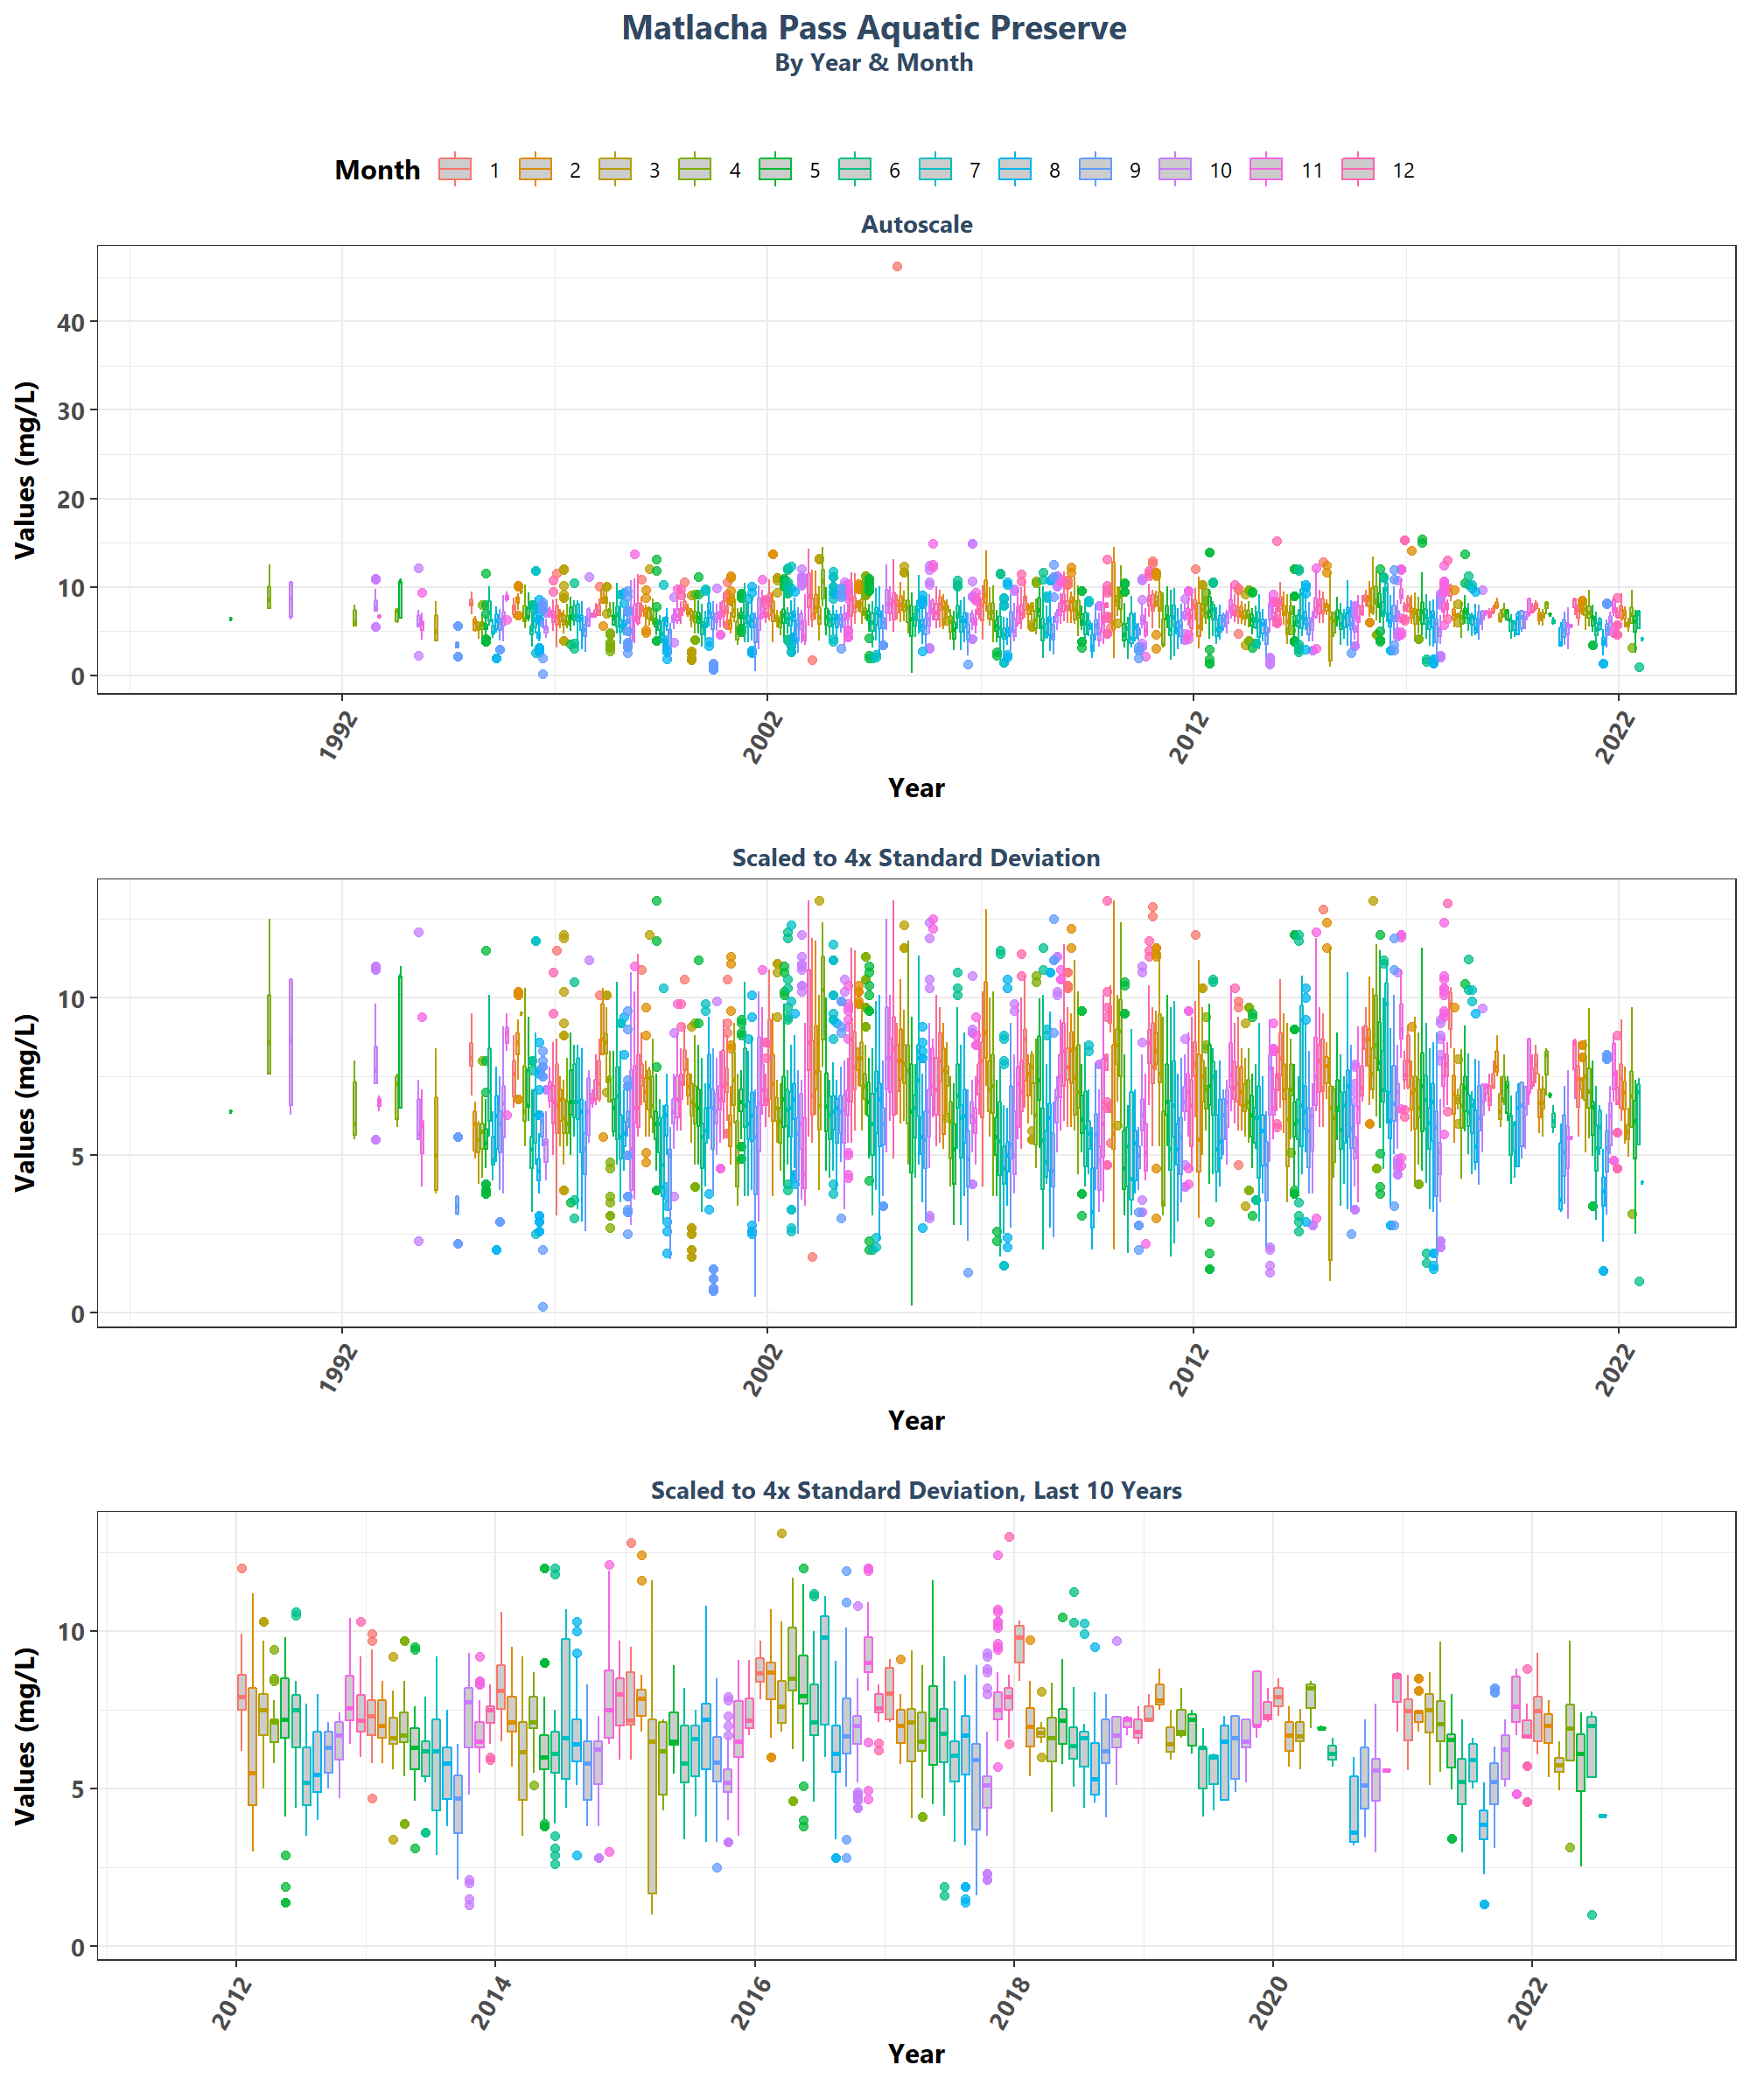 Matlacha Pass Aquatic Preserve
By Year & Month
Month 1 2 3 4 5 6 7 8 9 10 11 12
Autoscale
Values (mg/L)
40
30
20
10
0
1992 2002 2012 2022
Year
Scaled to 4x Standard Deviation
Values (mg/L)
10
5
0
1992 2002 2012 2022
Year
Scaled to 4x Standard Deviation, Last 10 Years
Values (mg/L)
10
5
0
2012 2014 2016 2018 2020 2022
Year